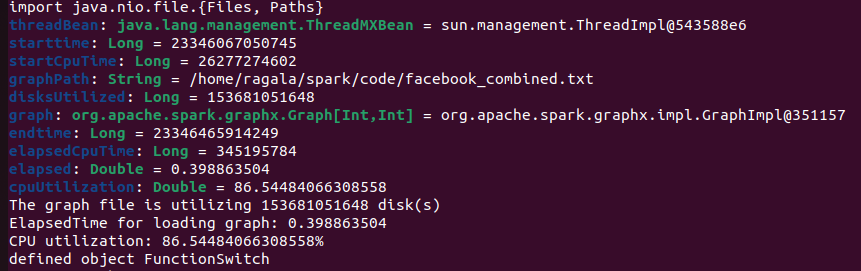 import java.nio.file.{Files, Paths}
threadBean: java.lang.management.ThreadMXBean = sun.management.ThreadImpl@543588e6
starttime: Long = 23346067050745
startCpuTime: Long = 26277274602
graphPath: String = /home/ragala/spark/code/facebook_combined.txt
disksUtilized: Long = 153681051648
graph: org.apache.spark.graphx.Graph[Int,Int] = org.apache.spark.graphx.impl.GraphImpl@351157
endtime: Long = 23346465914249
elapsedCpuTime: Long = 345195784
elapsed: Double = 0.398863504
cpuUtilization: Double = 86.54484066308558
The graph file is utilizing 153681051648 disk(s)
ElapsedTime for loading graph: 0.398863504
CPU utilization: 86.54484066308558%
defined object FunctionSwitch